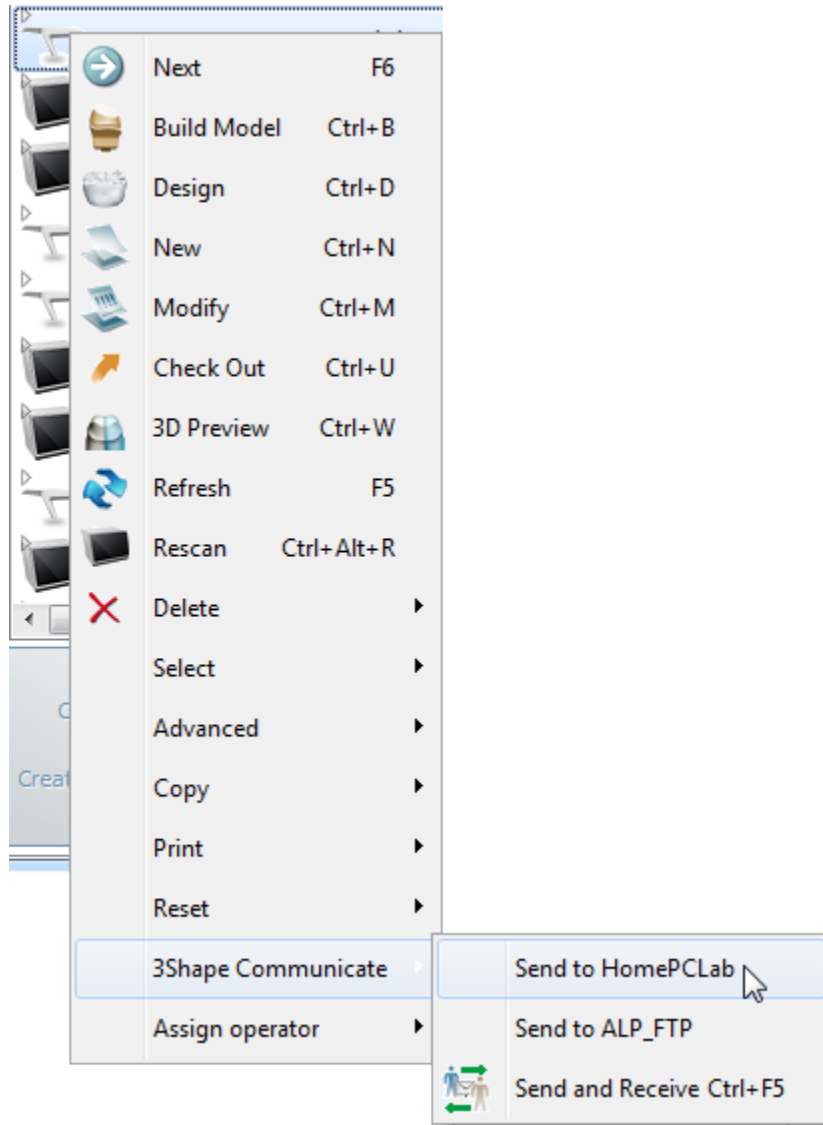 Next F6
Build Model Ctrl+B
Design Ctrl+D
New Ctrl+N
Modify Ctrl+M
Check Out Ctrl+U
3D Preview Ctrl+W
Refresh F5
Rescan Ctrl+Alt+R
Delete
Select
Advanced
Copy
Print
Reset
3Shape Communicate
Send to HomePCLab
Assign operator
Send to ALP_FTP
Send and Receive Ctrl+F5